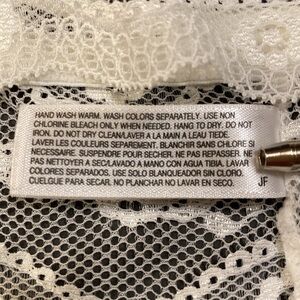 HAND WASH WARM. WASH COLORS SEPARATELY. USE NON
CHLORINE BLEACH ONLY WHEN NEEDED. HANG TO DRY. DO NOT
IRON. DO NOT DRY CLEAN/LAVER A LA MAIN A LEAU TIEDE.
LAVER LES COULEURS SEPAREMENT. BLANCHIR SANS CHLORE SI
NECESSAIRE. SUSPENDRE POUR SECHER. NE PAS REPASSER. NE
PAS NETTOYER A SEC/LAVADO A MANO CON AGUA TIBIA. LAVAR
COLORES SEPARADOS. USE SOLO BLANQUEADOR SIN CLORO.
CUELGUE PARA SECAR. NO PLANCHAR NO LAVAR EN SECO.
JF